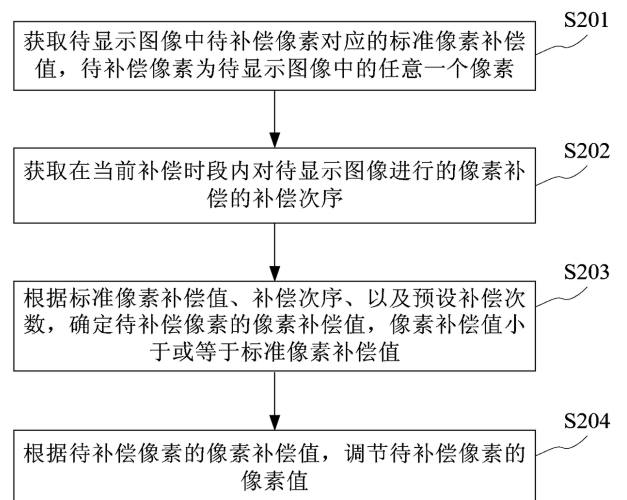 S201
获取待显示图像中待补偿像素对应的标准像素补偿
值，待补偿像素为待显示图像中的任意一个像素
S202
获取在当前补偿时段内对待显示图像进行的像素补
偿的补偿次序
S203
根据标准像素补偿值、补偿次序、以及预设补偿次
数，确定待补偿像素的像素补偿值，像素补偿值小
于或等于标准像素补偿值
S204
根据待补偿像素的像素补偿值，调节待补偿像素的
像素值